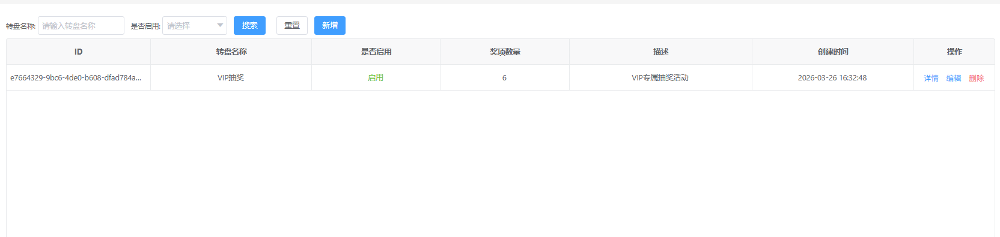 转盘名称: 请输入转盘名称 是否启用: 请选择 搜索 重置 新增
ID 转盘名称 是否启用 奖项数量 描述 创建时间 操作
e7664329-9bc6-4de0-b608-dfad784a... VIP抽奖 启用 6 VIP专属抽奖活动 2026-03-26 16:32:48 详情 编辑 删除